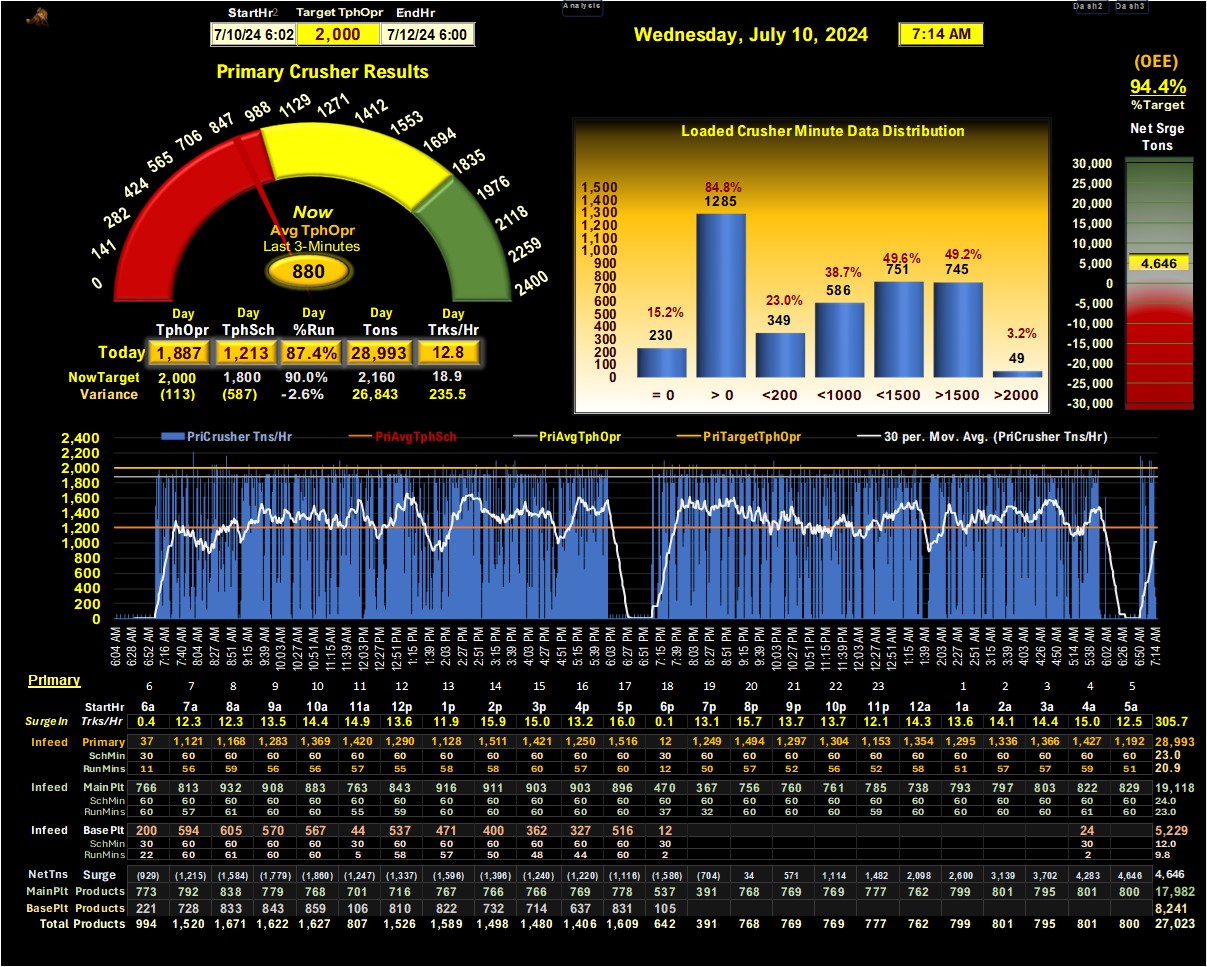 StartHr2 Target TphOpr EndHr
Analysis
Dash2 Dash3
7/10/24 6:02 2,000 7/12/24 6:00
Wednesday, July 10, 2024 7:14 AM
(OEE)
94.4%
%Target
Net Srge
Tons
Primary Crusher Results
0 141 282 424 565 706 847 988 1129 1271 1412 1553 1694 1835 1976 2118 2259 2400
Now
Avg TphOpr
Last 3-Minutes
880
Day Day Day Day Day
TphOpr TphSch %Run Tons Trks/Hr
Today 1,887 1,213 87.4% 28,993 12.8
NowTarget 2,000 1,800 90.0% 2,160 18.9
Variance (113) (587) -2.6% 26,843 235.5
Loaded Crusher Minute Data Distribution
1,500
1,400
1,300
1,200
1,100
1,000
900
800
700
600
500
400
300
200
100
0
15.2% 84.8% 23.0% 38.7% 49.6% 49.2% 3.2%
230 1285 349 586 751 745 49
= 0 > 0 <200 <1000 <1500 >1500 >2000
30,000
25,000
20,000
15,000
10,000
5,000
0
-5,000
-10,000
-15,000
-20,000
-25,000
-30,000
4,646
PriCrusher Tns/Hr PriAvgTphSch PriAvgTphOpr PriTargetTphOpr 30 per. Mov. Avg. (PriCrusher Tns/Hr)
2,400
2,200
2,000
1,800
1,600
1,400
1,200
1,000
800
600
400
200
0
6:04 AM 6:28 AM 6:52 AM 7:16 AM 7:40 AM 8:04 AM 8:27 AM 8:51 AM 9:15 AM 9:39 AM 10:03 AM 10:27 AM 10:51 AM 11:15 AM 11:39 AM 12:03 PM 12:27 PM 12:51 PM 1:15 PM 1:39 PM 2:03 PM 2:27 PM 2:51 PM 3:15 PM 3:39 PM 4:03 PM 4:27 PM 4:51 PM 5:15 PM 5:39 PM 6:03 PM 6:27 PM 6:51 PM 7:15 PM 7:39 PM 8:03 PM 8:27 PM 8:51 PM 9:15 PM 9:39 PM 10:03 PM 10:27 PM 10:51 PM 11:15 PM 11:39 PM 12:03 AM 12:27 AM 12:51 AM 1:15 AM 1:39 AM 2:03 AM 2:27 AM 2:51 AM 3:15 AM 3:39 AM 4:03 AM 4:26 AM 4:50 AM 5:14 AM 5:38 AM 6:02 AM 6:26 AM 6:50 AM 7:14 AM
Primary 6 7 8 9 10 11 12 13 14 15 16 17 18 19 20 21 22 23 1 2 3 4 5
StartHr 6a 7a 8a 9a 10a 11a 12p 1p 2p 3p 4p 5p 6p 7p 8p 9p 10p 11p 12a 1a 2a 3a 4a 5a
SurgeIn Trks/Hr 0.4 12.3 12.3 13.5 14.4 14.9 13.6 11.9 15.9 15.0 13.2 16.0 0.1 13.1 15.7 13.7 13.7 12.1 14.3 13.6 14.1 14.4 15.0 12.5 305.7
Infeed Primary 37 1,121 1,168 1,283 1,369 1,420 1,290 1,128 1,511 1,421 1,250 1,516 12 1,249 1,494 1,297 1,304 1,153 1,354 1,295 1,336 1,366 1,427 1,192 28,993
SchMin 30 60 60 60 60 60 60 60 60 60 60 60 30 60 60 60 60 60 60 60 60 60 60 60 23.0
RunMins 11 56 59 56 56 57 55 58 58 60 57 60 12 50 57 52 56 52 58 51 57 57 59 51 20.9
Infeed MainPlt 766 813 932 908 883 763 843 916 911 903 903 896 470 367 756 760 761 785 738 793 797 803 822 829 19,118
SchMin 60 60 60 60 60 60 60 60 60 60 60 60 60 60 60 60 60 60 60 60 60 60 60 60 24.0
RunMins 60 57 61 60 60 55 59 60 60 60 60 60 37 32 60 60 60 59 60 60 60 60 61 60 23.0
Infeed Base Plt 200 594 605 570 567 44 537 471 400 362 327 516 12 24 5,229
SchMin 30 60 60 60 60 30 60 60 60 60 60 60 30 30 12.0
RunMins 22 60 61 60 60 5 58 57 50 48 44 60 2 2 9.8
NetTns Surge (929) (1,215) (1,584) (1,779) (1,860) (1,247) (1,337) (1,596) (1,396) (1,240) (1,220) (1,116) (1,586) (704) 34 571 1,114 1,482 2,098 2,600 3,139 3,702 4,283 4,646 4,646
MainPlt Products 773 792 838 779 768 701 716 767 766 766 769 778 537 391 768 769 769 777 762 799 801 795 801 800 17,982
BasePlt Products 221 728 833 843 859 106 810 822 732 714 637 831 105 8,241
Total Products 994 1,520 1,671 1,622 1,627 807 1,526 1,589 1,498 1,480 1,406 1,609 642 391 768 769 769 777 762 799 801 795 801 800 27,023